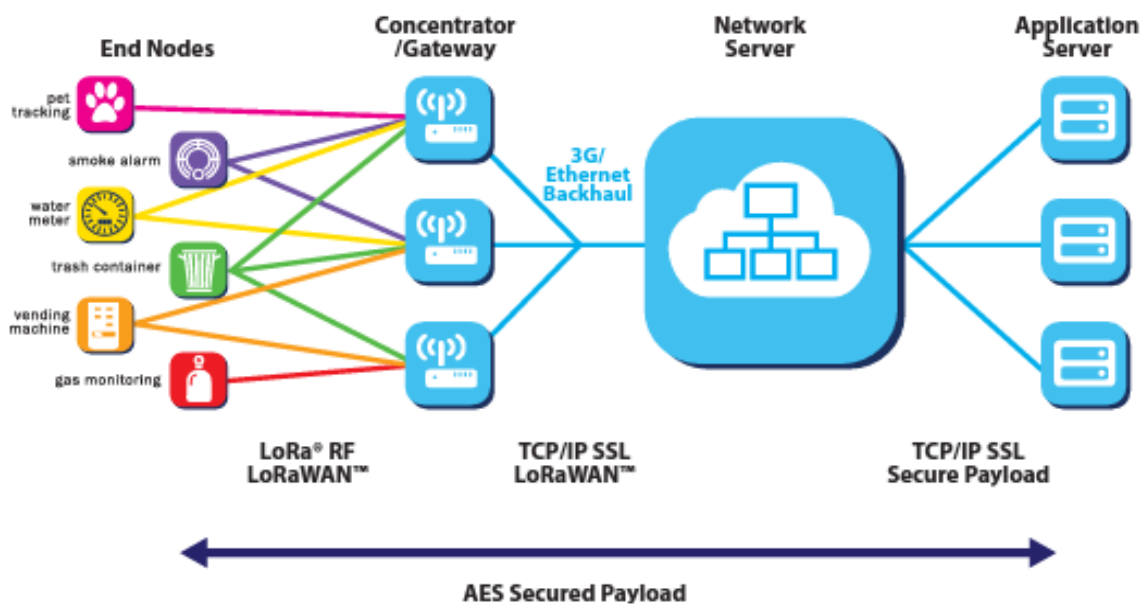 End Nodes
Concentrator
/Gateway
Network
Server
Application
Server
pet
tracking
smoke alarm
water
meter
trash container
vending
machine
gas monitoring
3G/
Ethernet
Backhaul
LoRa® RF
LoRaWAN™
TCP/IP SSL
LoRaWAN™
TCP/IP SSL
Secure Payload
AES Secured Payload